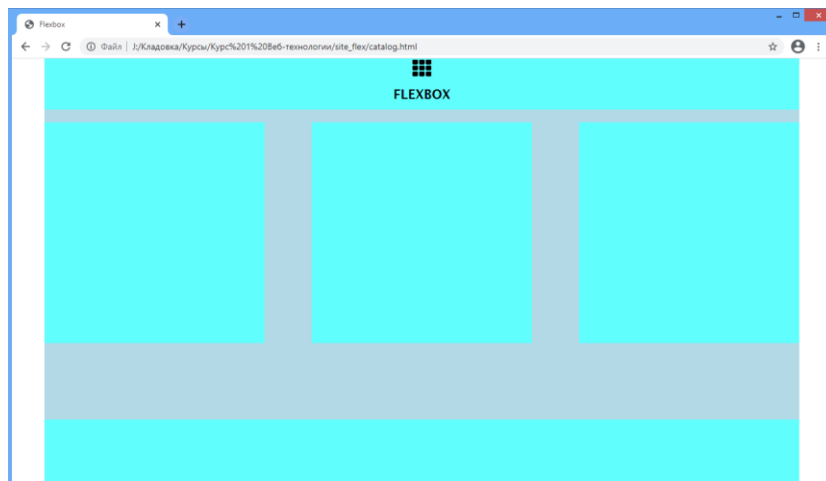 Flexbox
Файл | J:/Кладовка/Курсы/Курс%201%20Веб-технологии/site_flex/catalog.html
FLEXBOX